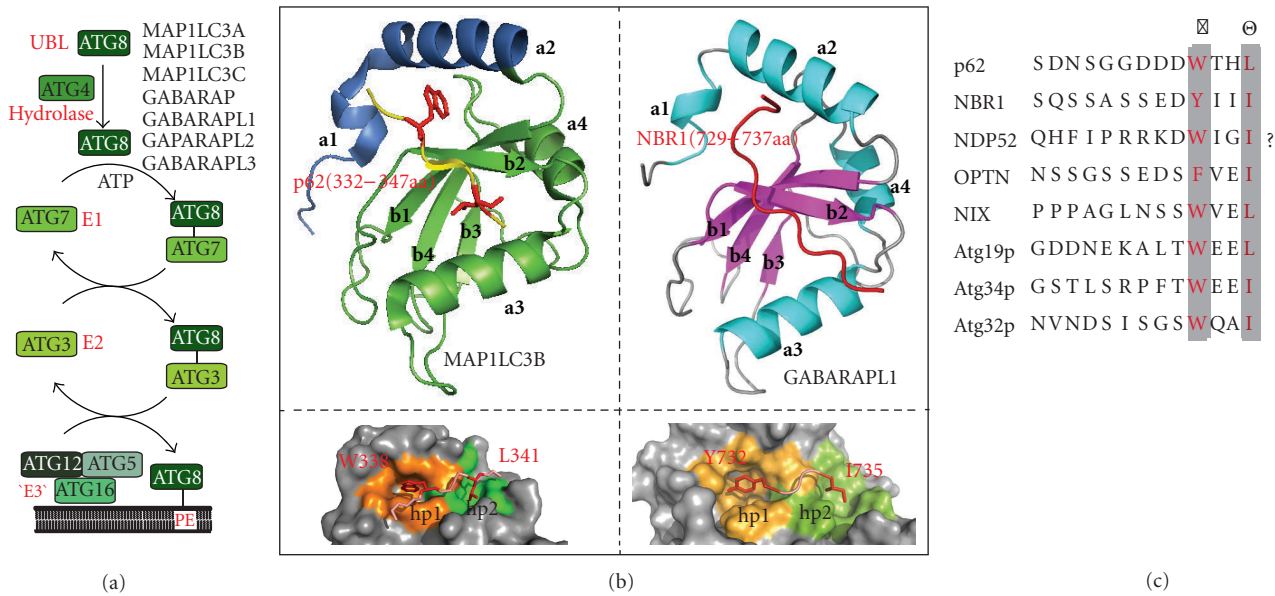 UBL
ATG8
MAP1LC3A
MAP1LC3B
MAP1LC3C
GABARAP
GABARAPL1
GAPARAPL2
GABARAPL3
ATG4
Hydrolase
ATG8
ATP
ATG7 E1
ATG8
ATG7
ATG3 E2
ATG8
ATG3
ATG12 ATG5
ATG16
`E3`
ATG8
PE
(a)
a2
a1
a4
b2
p62(332–347aa)
b1
b3
b4
a3
MAP1LC3B
a2
a1
NBR1(729–737aa)
a4
b2
b1
b4
b3
a3
GABARAPL1
W338
L341
hp1
hp2
Y732
I735
hp1
hp2
(b)
Θ
p62 S D N S G G D D D W T H L
NBR1 S Q S S A S S E D Y I I I
NDP52 Q H F I P R R K D W I G I ?
OPTN N S S G S S E D S F V E I
NIX P P P A G L N S S W V E L
Atg19p G D D N E K A L T W E E L
Atg34p G S T L S R P F T W E E I
Atg32p N V N D S I S G S W Q A I
(c)